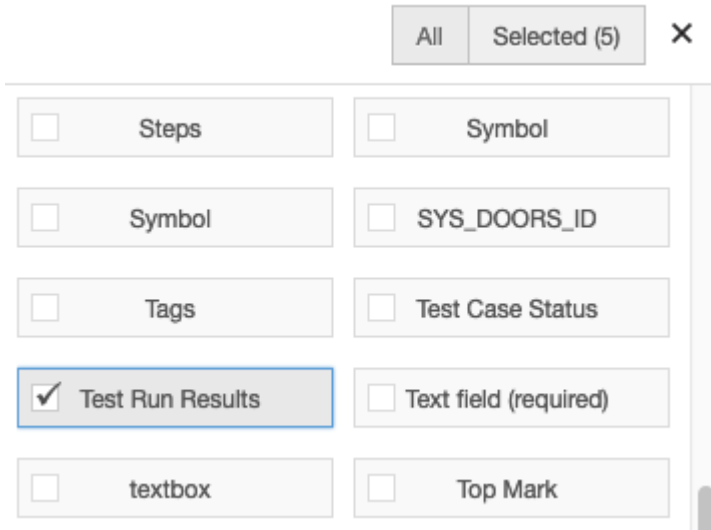 All Selected (5)
Steps Symbol
Symbol SYS_DOORS_ID
Tags Test Case Status
Test Run Results Text field (required)
textbox Top Mark